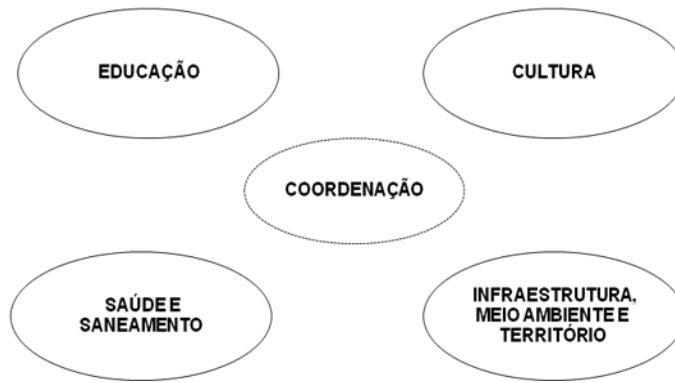 EDUCAÇÃO
CULTURA
COORDENAÇÃO
SAÚDE E
SANEAMENTO
INFRAESTRUTURA,
MEIO AMBIENTE E
TERRITÓRIO